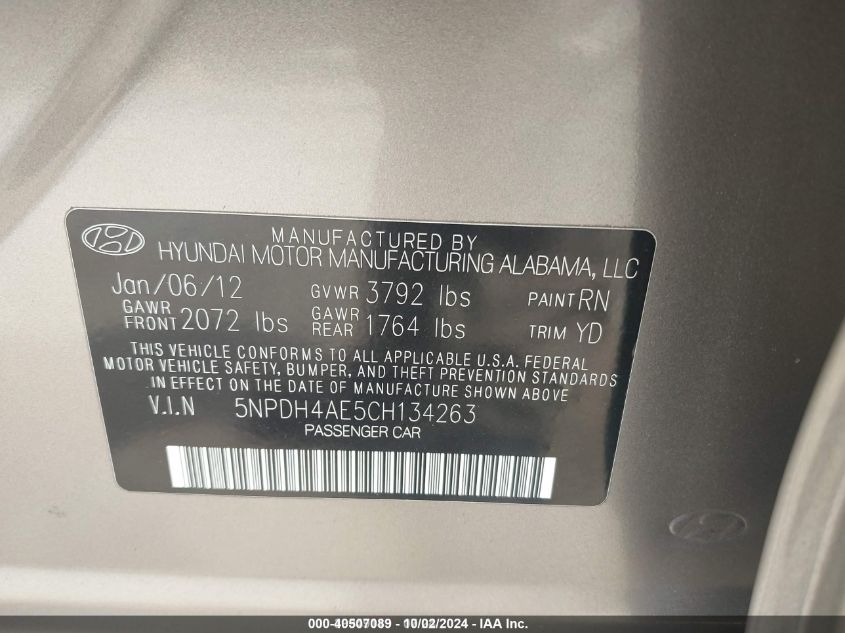 MANUFACTURED BY
HYUNDAI MOTOR MANUFACTURING ALABAMA, LLC
Jan/06/12 GVWR 3792 lbs PAINT RN
GAWR FRONT 2072 lbs GAWR REAR 1764 lbs TRIM YD
THIS VEHICLE CONFORMS TO ALL APPLICABLE U.S.A. FEDERAL
MOTOR VEHICLE SAFETY, BUMPER, AND THEFT PREVENTION STANDARDS
IN EFFECT ON THE DATE OF MANUFACTURE SHOWN ABOVE.
V.I.N 5NPDH4AE5CH134263
PASSENGER CAR
000-40507089 - 10/02/2024 - IAA Inc.